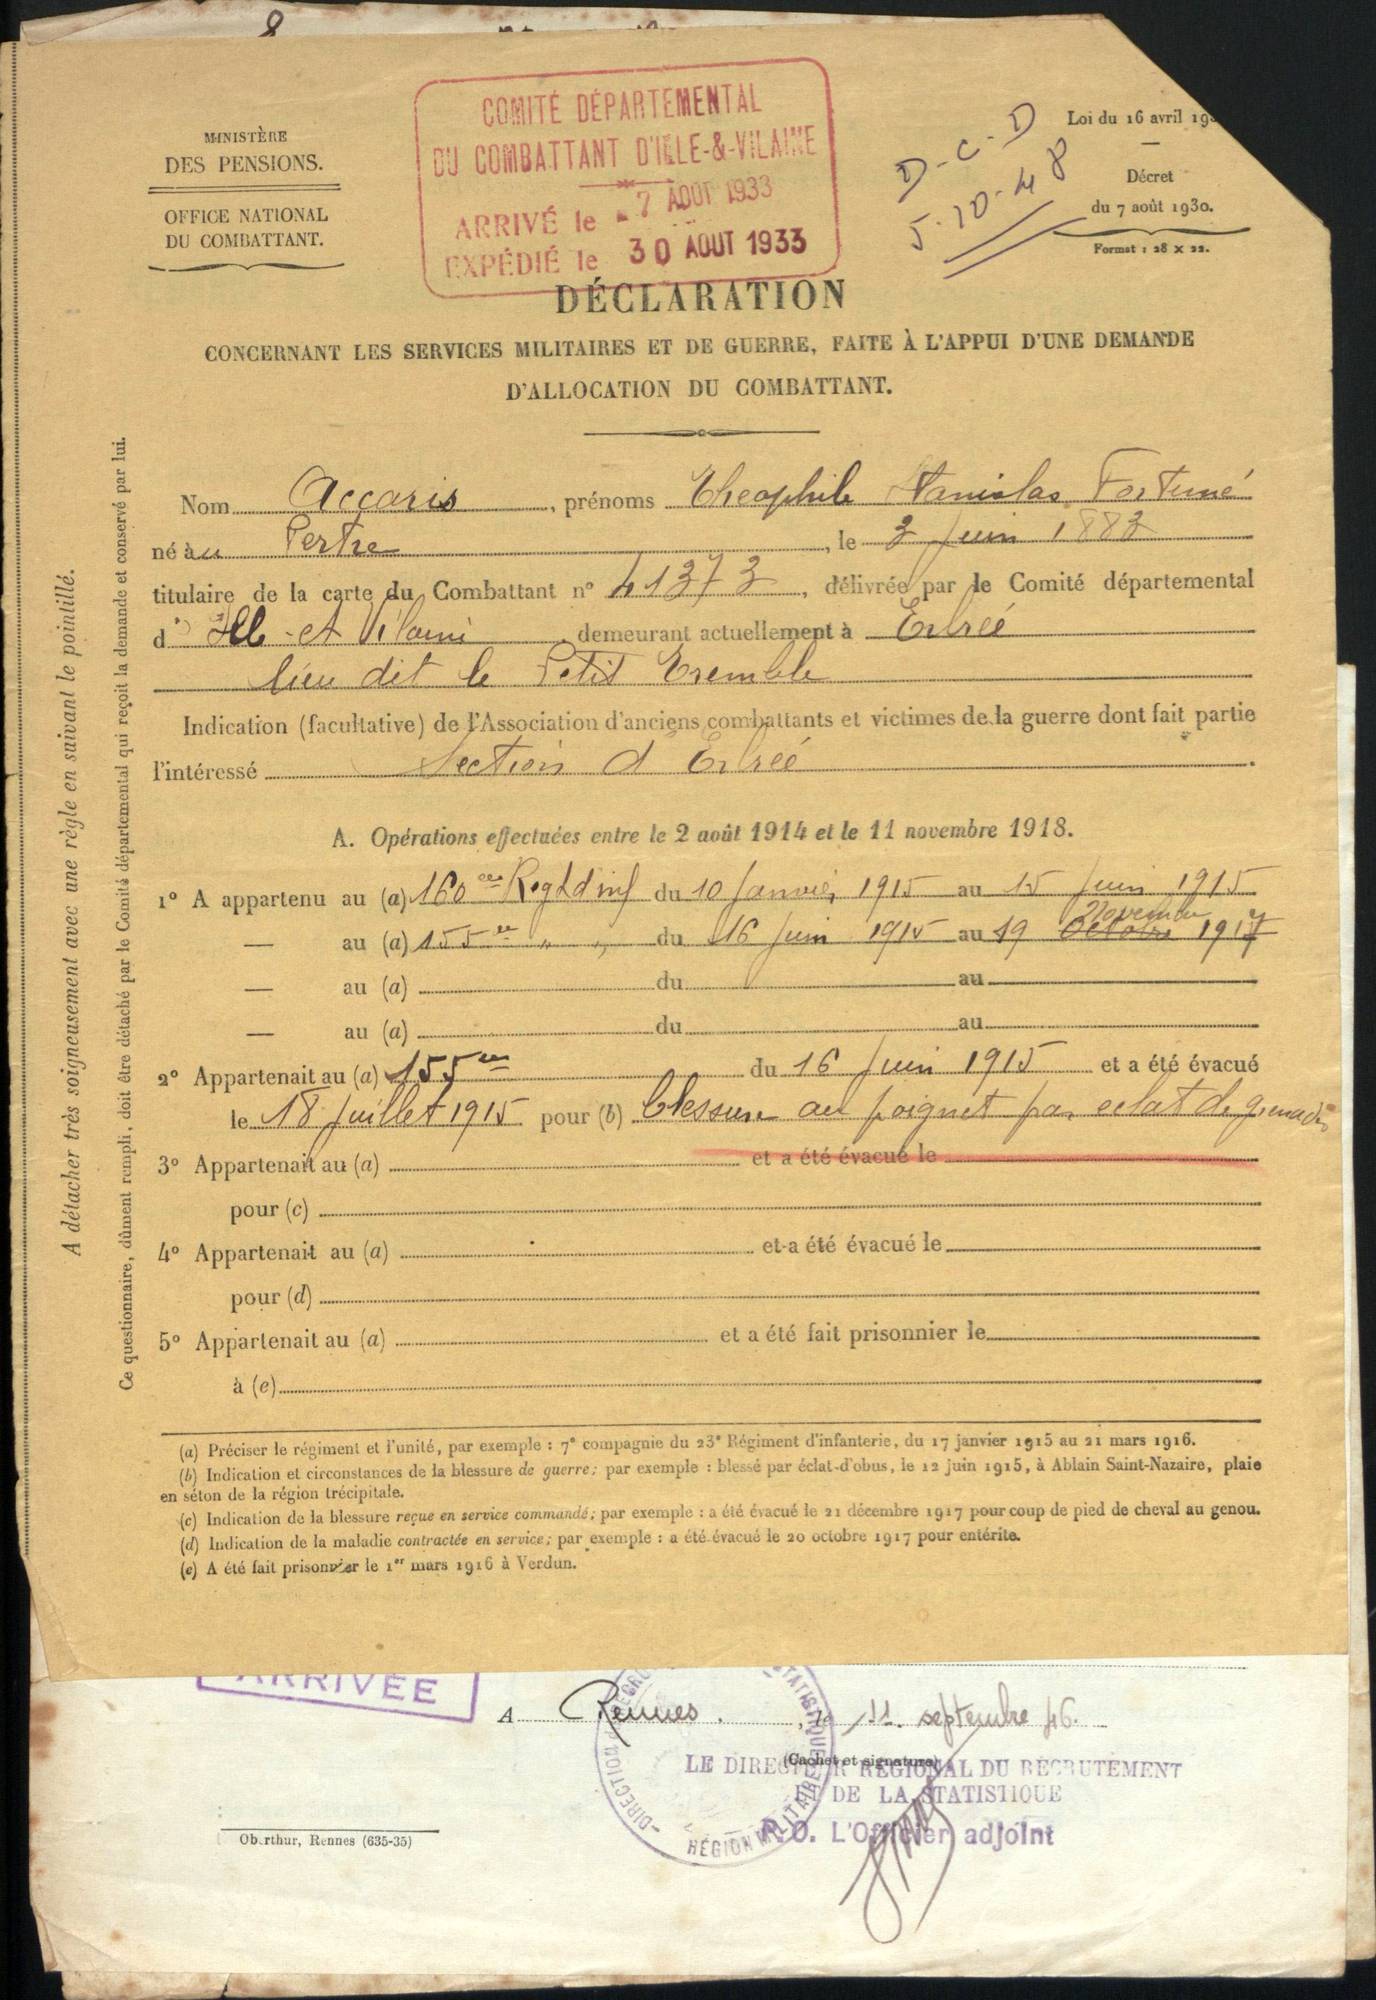 MINISTÈRE
DES PENSIONS.
OFFICE NATIONAL
DU COMBATTANT.
COMITÉ DÉPARTEMENTAL
DU COMBATTANT D'ILLE-&-VILAINE
ARRIVÉ le - 7 AOUT 1933
EXPÉDIÉ le 30 AOUT 1933
D-C-D
5-10-48
Loi du 16 avril 19
Décret
du 7 août 1930.
Format : 28 x 22.
DÉCLARATION
CONCERNANT LES SERVICES MILITAIRES ET DE GUERRE, FAITE À L'APPUI D'UNE DEMANDE
D'ALLOCATION DU COMBATTANT.
Nom Accaris, prénoms Theophile Stanislas Fortuné
né à u Pertre, le 3 Juin 1883
titulaire de la carte du Combattant n° 41373, délivrée par le Comité départemental
d' Ille-et Vilaine demeurant actuellement à Erbrée
lieu dit le Petit Tremble
Indication (facultative) de l'Association d'anciens combattants et victimes de la guerre dont fait partie
l'intéressé Section d'Erbrée.
A. Opérations effectuées entre le 2 août 1914 et le 11 novembre 1918.
1° A appartenu au (a) 160 Regt d'inf du 10 Janvier 1915 au 15 Juin 1915
— au (a) 155 " " du 16 Juin 1915 au 19 Octobre Novembre 1917
— au (a) du au
— au (a) du au
2° Appartenait au (a) 155 du 16 Juin 1915 et a été évacué
le 18 Juillet 1915 pour (b) blessure au poignet par eclat de grenade
3° Appartenait au (a) et a été évacué le
pour (c)
4° Appartenait au (a) et a été évacué le
pour (d)
5° Appartenait au (a) et a été fait prisonnier le
à (e)
(a) Préciser le régiment et l'unité, par exemple : 7e compagnie du 23e Régiment d'infanterie, du 17 janvier 1915 au 21 mars 1916.
(b) Indication et circonstances de la blessure de guerre; par exemple : blessé par éclat d'obus, le 12 juin 1915, à Ablain Saint-Nazaire, plaie
en séton de la région trécipitale.
(c) Indication de la blessure reçue en service commandé; par exemple : a été évacué le 21 décembre 1917 pour coup de pied de cheval au genou.
(d) Indication de la maladie contractée en service; par exemple : a été évacué le 20 octobre 1917 pour entérite.
(e) A été fait prisonnier le 1er mars 1916 à Verdun.
A détacher très soigneusement avec une règle en suivant le pointillé.
Ce questionnaire, dûment rempli, doit être détaché par le Comité départemental qui reçoit la demande et conservé par lui.
ARRIVÉE
A Rennes, le 11 septembre 46.
(Cachet et signature)
LE DIRECTEUR RÉGIONAL DU RECRUTEMENT
ET DE LA STATISTIQUE
P.O. L'Officier adjoint
DIRECTION
STATISTIQUE
RÉGION MILITAIRE
Oberthur, Rennes (635-35)